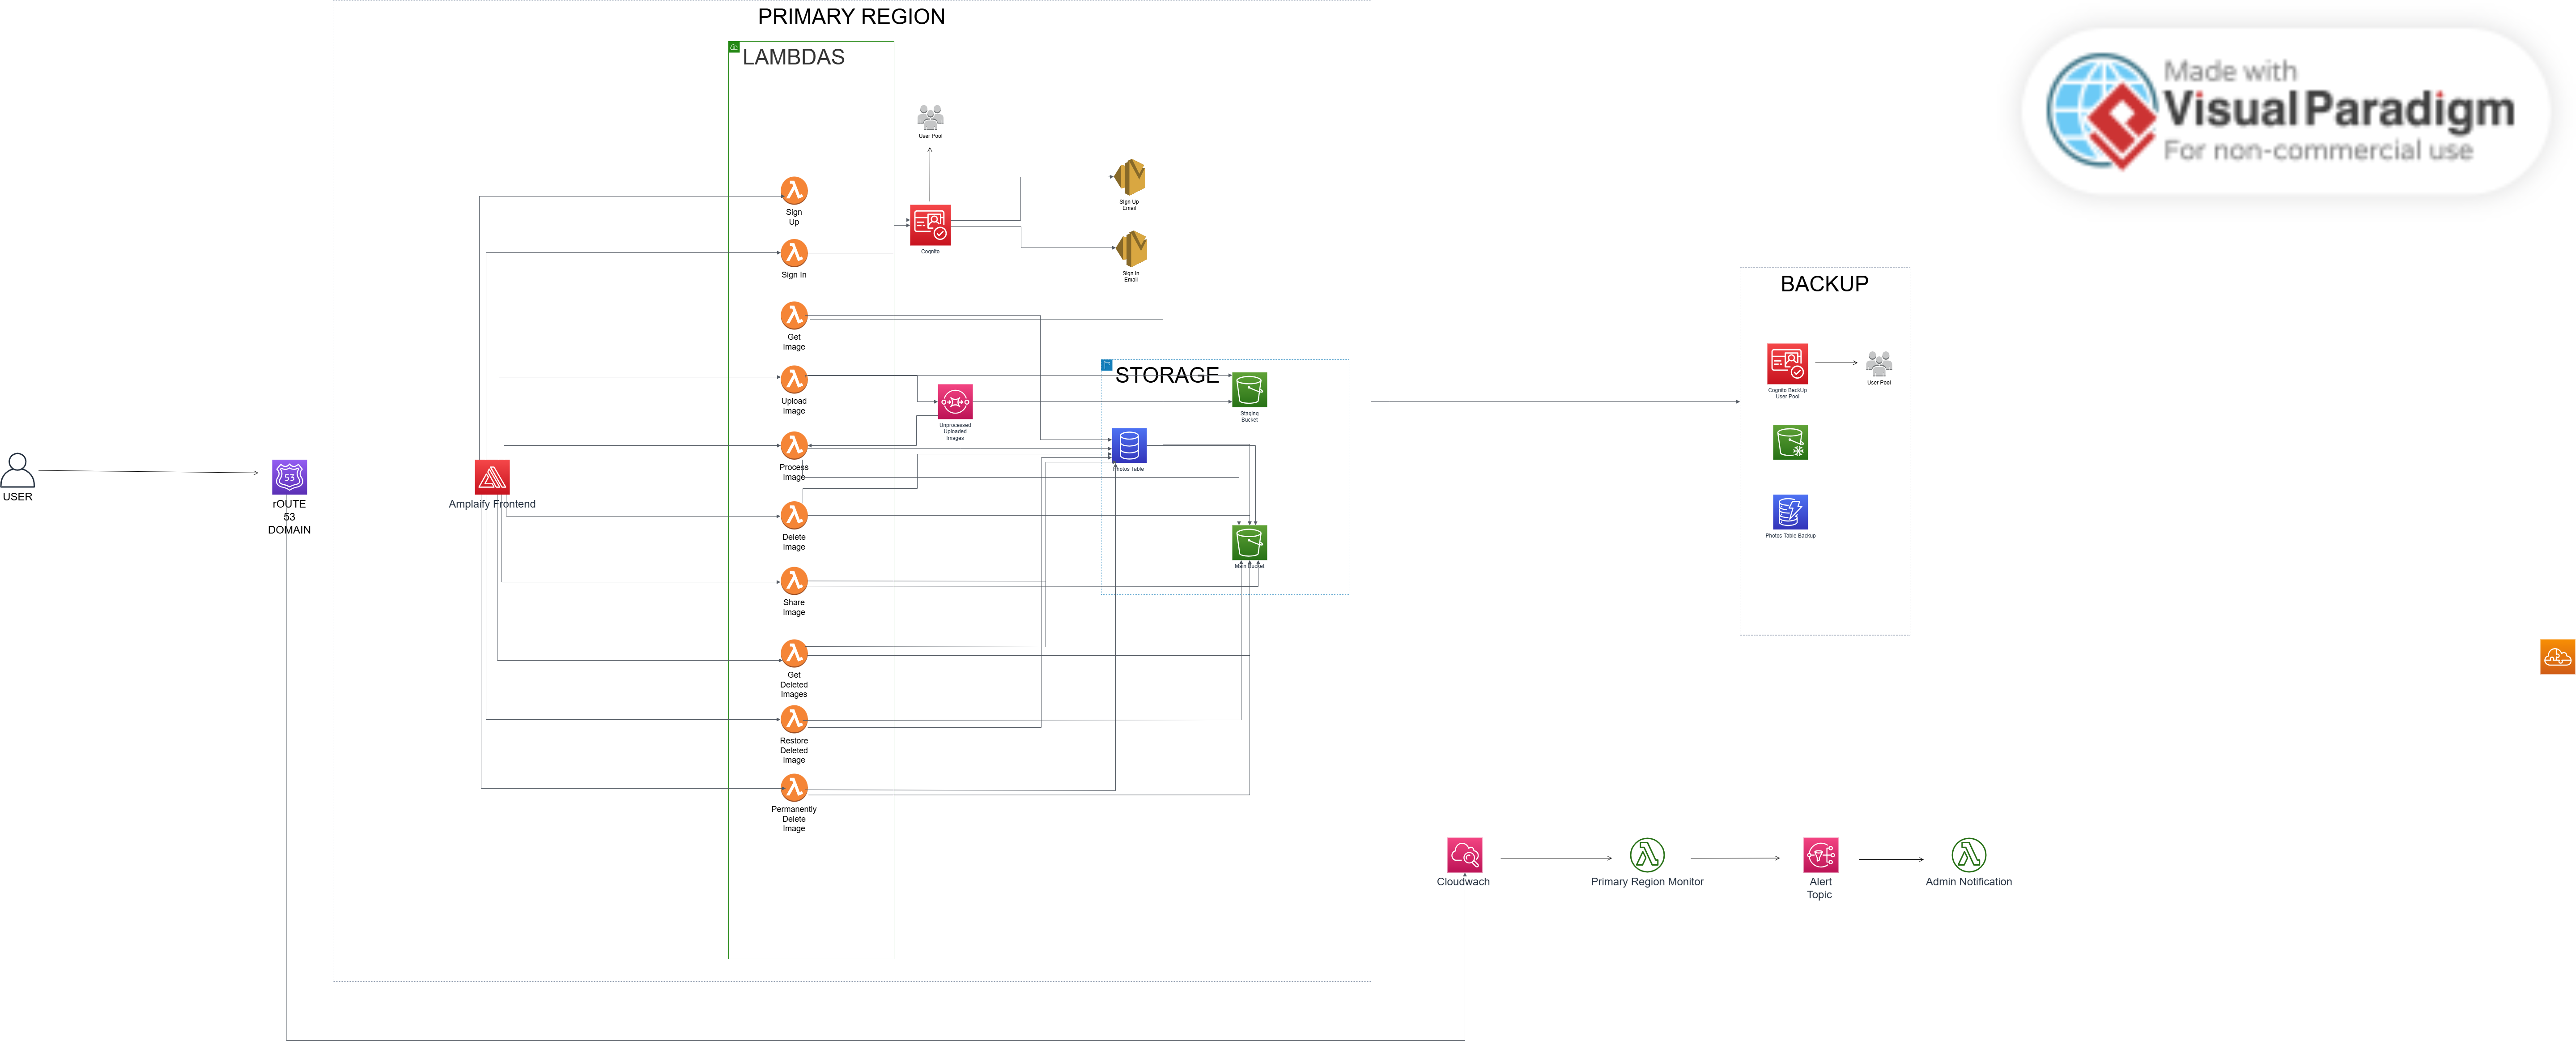 PRIMARY REGION
LAMBDAS
Made with
Visual Paradigm
For non-commercial use
User Pool
Sign
Up
Sign Up
Email
Cognito
Sign In
Sign In
Email
BACKUP
Get
Image
STORAGE
Cognito BackUp
User Pool
User Pool
Upload
Image
Staging
Bucket
Unprocessed
Uploaded
Images
Process
Image
Photos Table
USER
53
rOUTE
53
DOMAIN
Amplaify Frontend
Delete
Image
Photos Table Backup
Main Bucket
Share
Image
Get
Deleted
Images
Restore
Deleted
Image
Permanently
Delete
Image
Cloudwach
Primary Region Monitor
Alert
Topic
Admin Notification